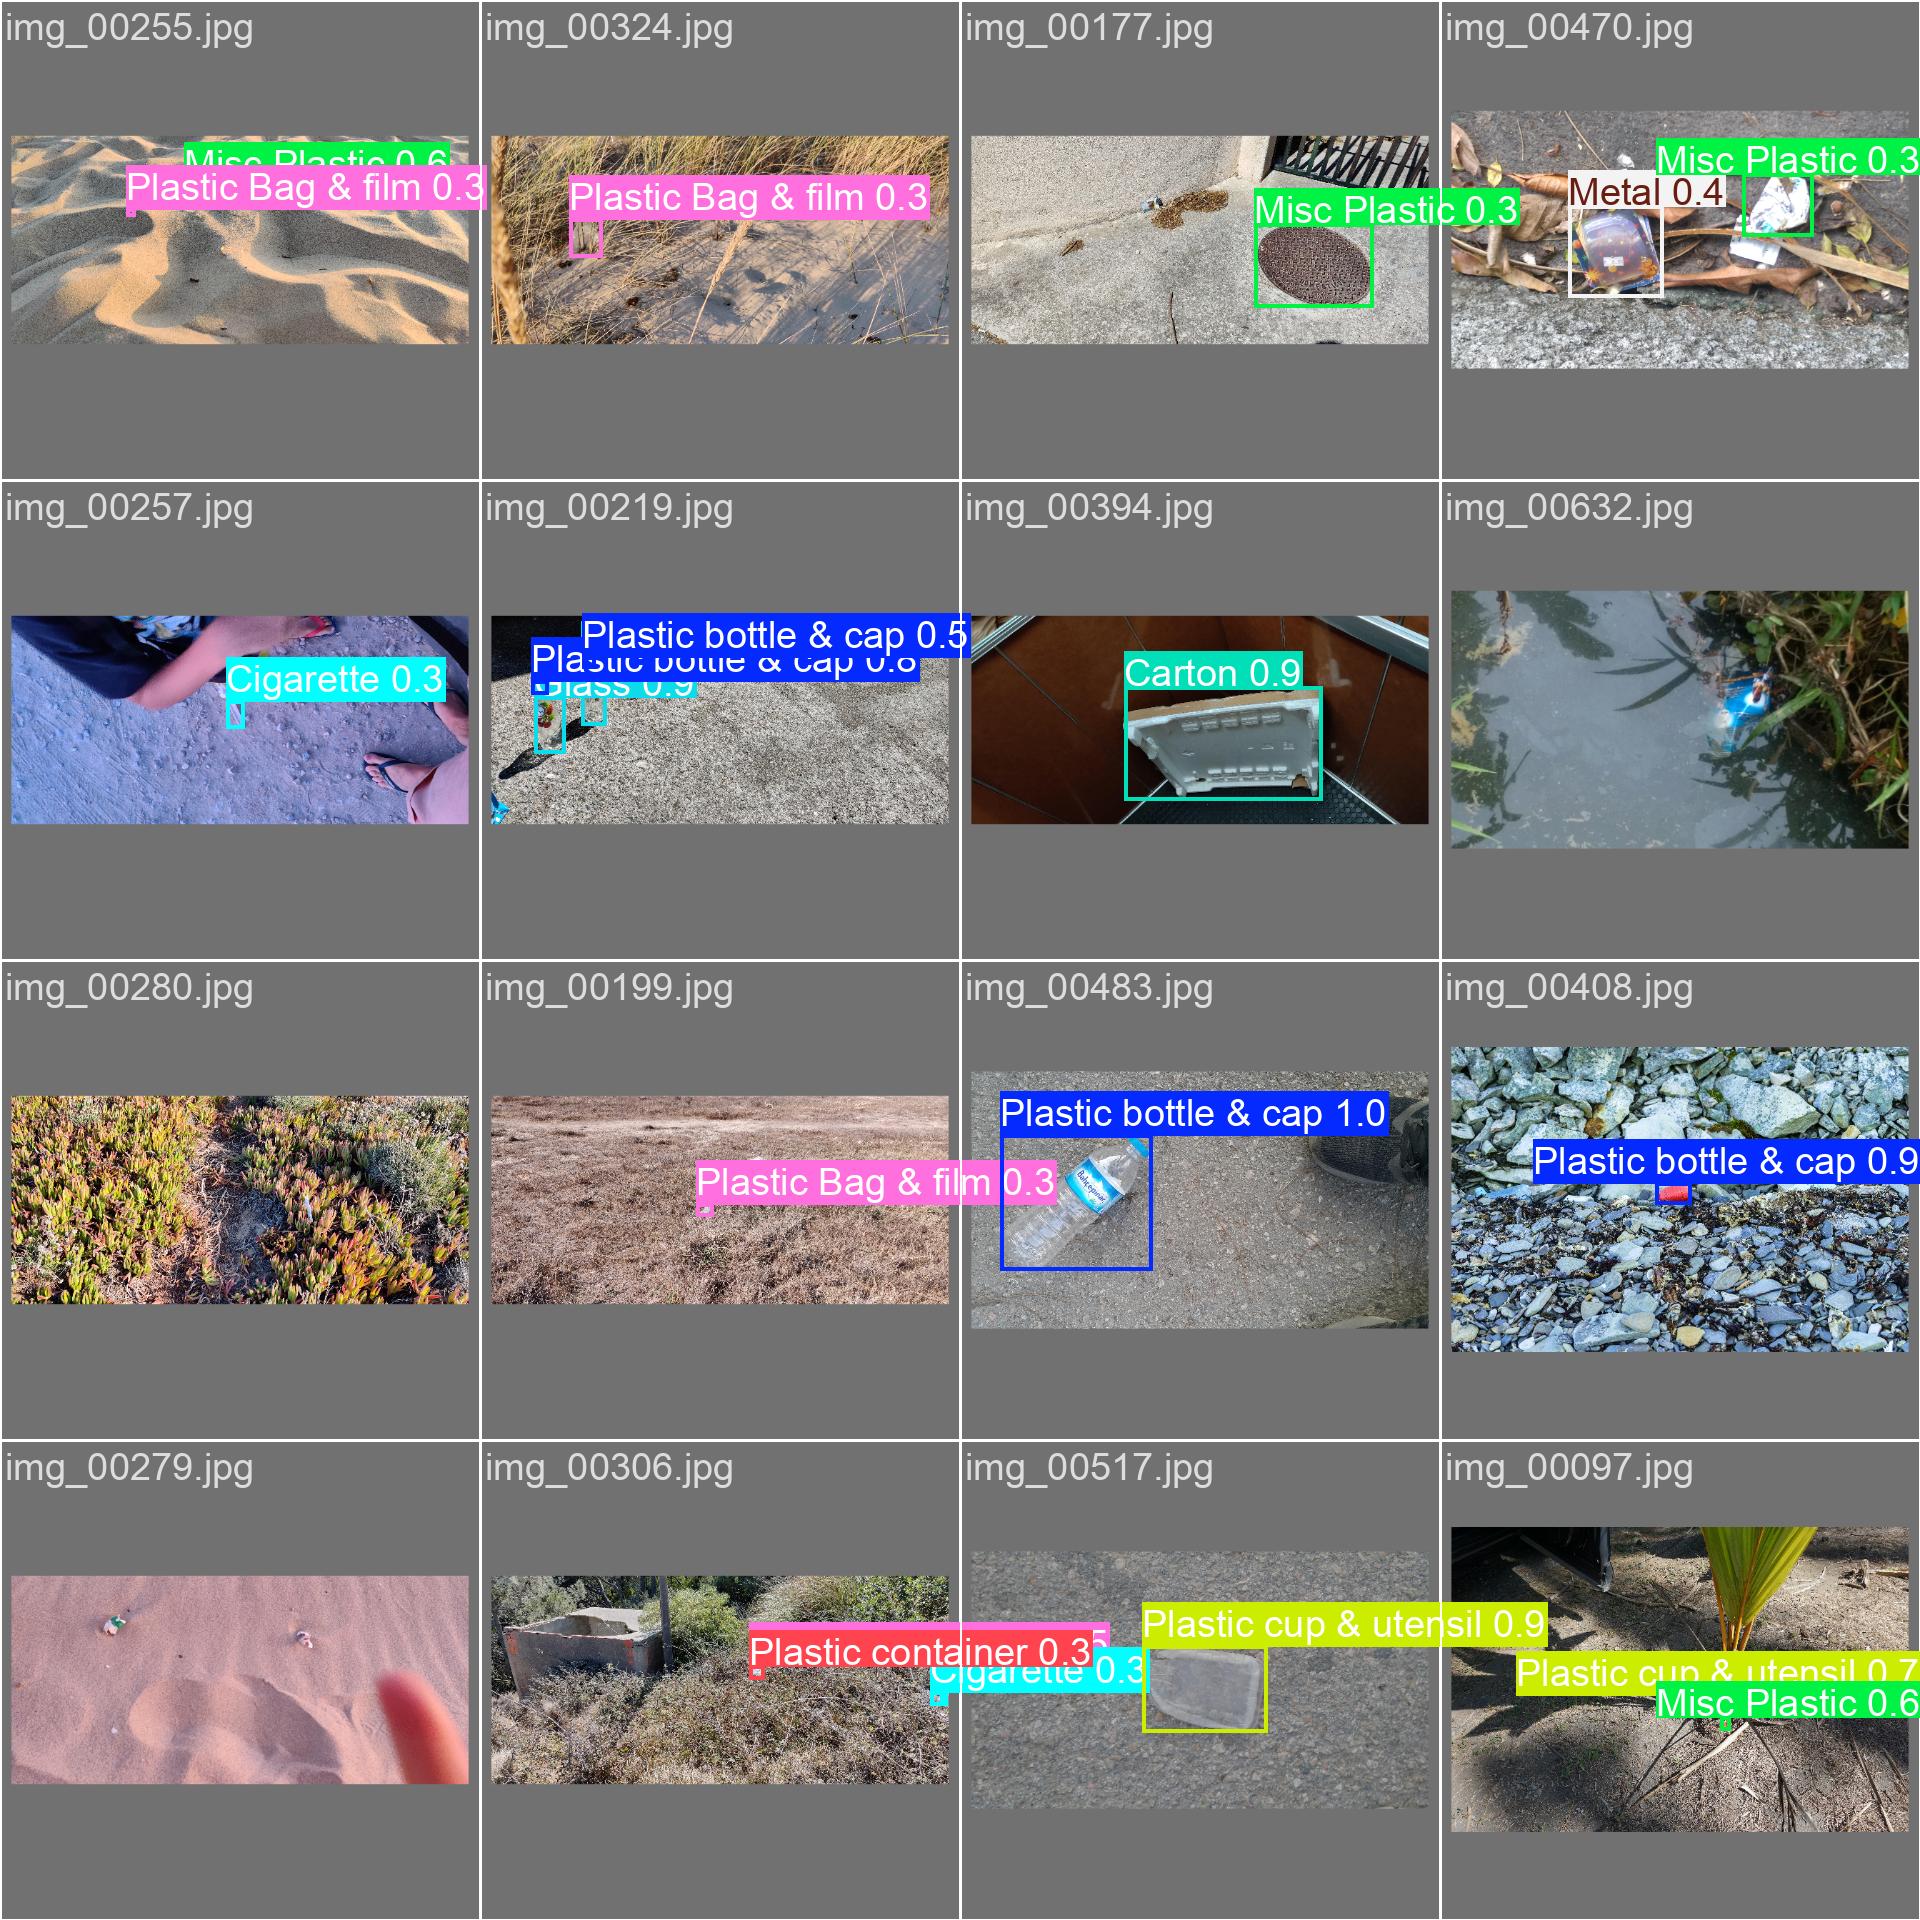 img_00255.jpg
img_00324.jpg
img_00177.jpg
img_00470.jpg
Misc Plastic 0.6
Plastic Bag & film 0.3
Plastic Bag & film 0.3
Misc Plastic 0.3
Misc Plastic 0.3
Metal 0.4
img_00257.jpg
img_00219.jpg
img_00394.jpg
img_00632.jpg
Cigarette 0.3
Plastic bottle & cap 0.5
Plastic bottle & cap 0.8
Glass 0.9
Carton 0.9
img_00280.jpg
img_00199.jpg
img_00483.jpg
img_00408.jpg
Plastic Bag & film 0.3
Plastic bottle & cap 1.0
Plastic bottle & cap 0.9
img_00279.jpg
img_00306.jpg
img_00517.jpg
img_00097.jpg
Plastic container 0.3
Cigarette 0.3
Plastic cup & utensil 0.9
Plastic cup & utensil 0.7
Misc Plastic 0.6